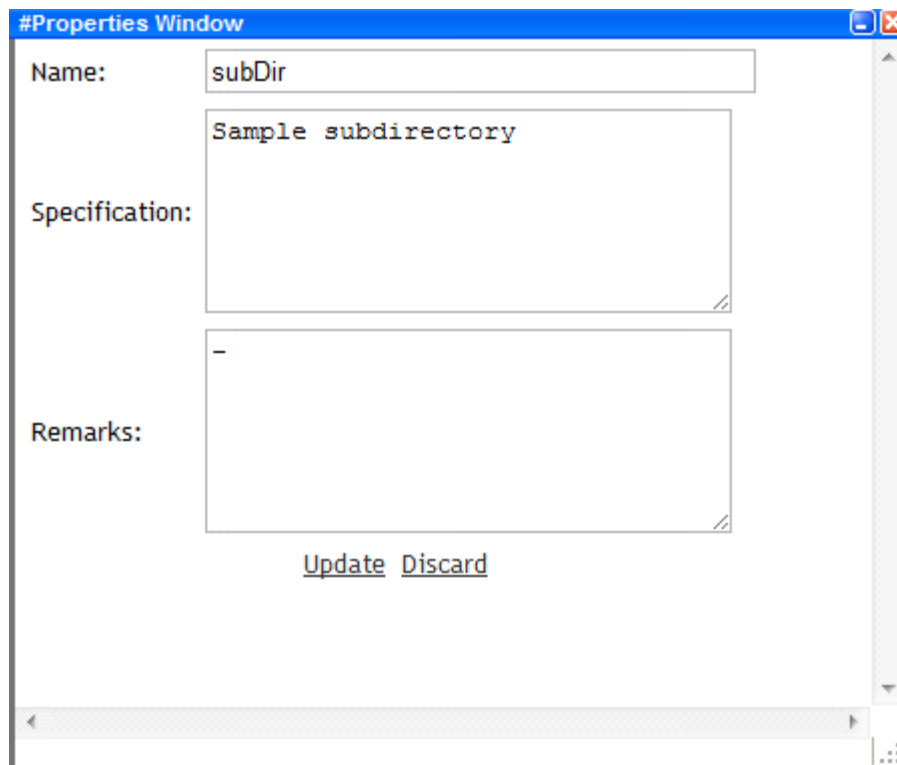 #Properties Window
Name:
subDir
Specification:
Sample subdirectory
Remarks:
–
Update Discard